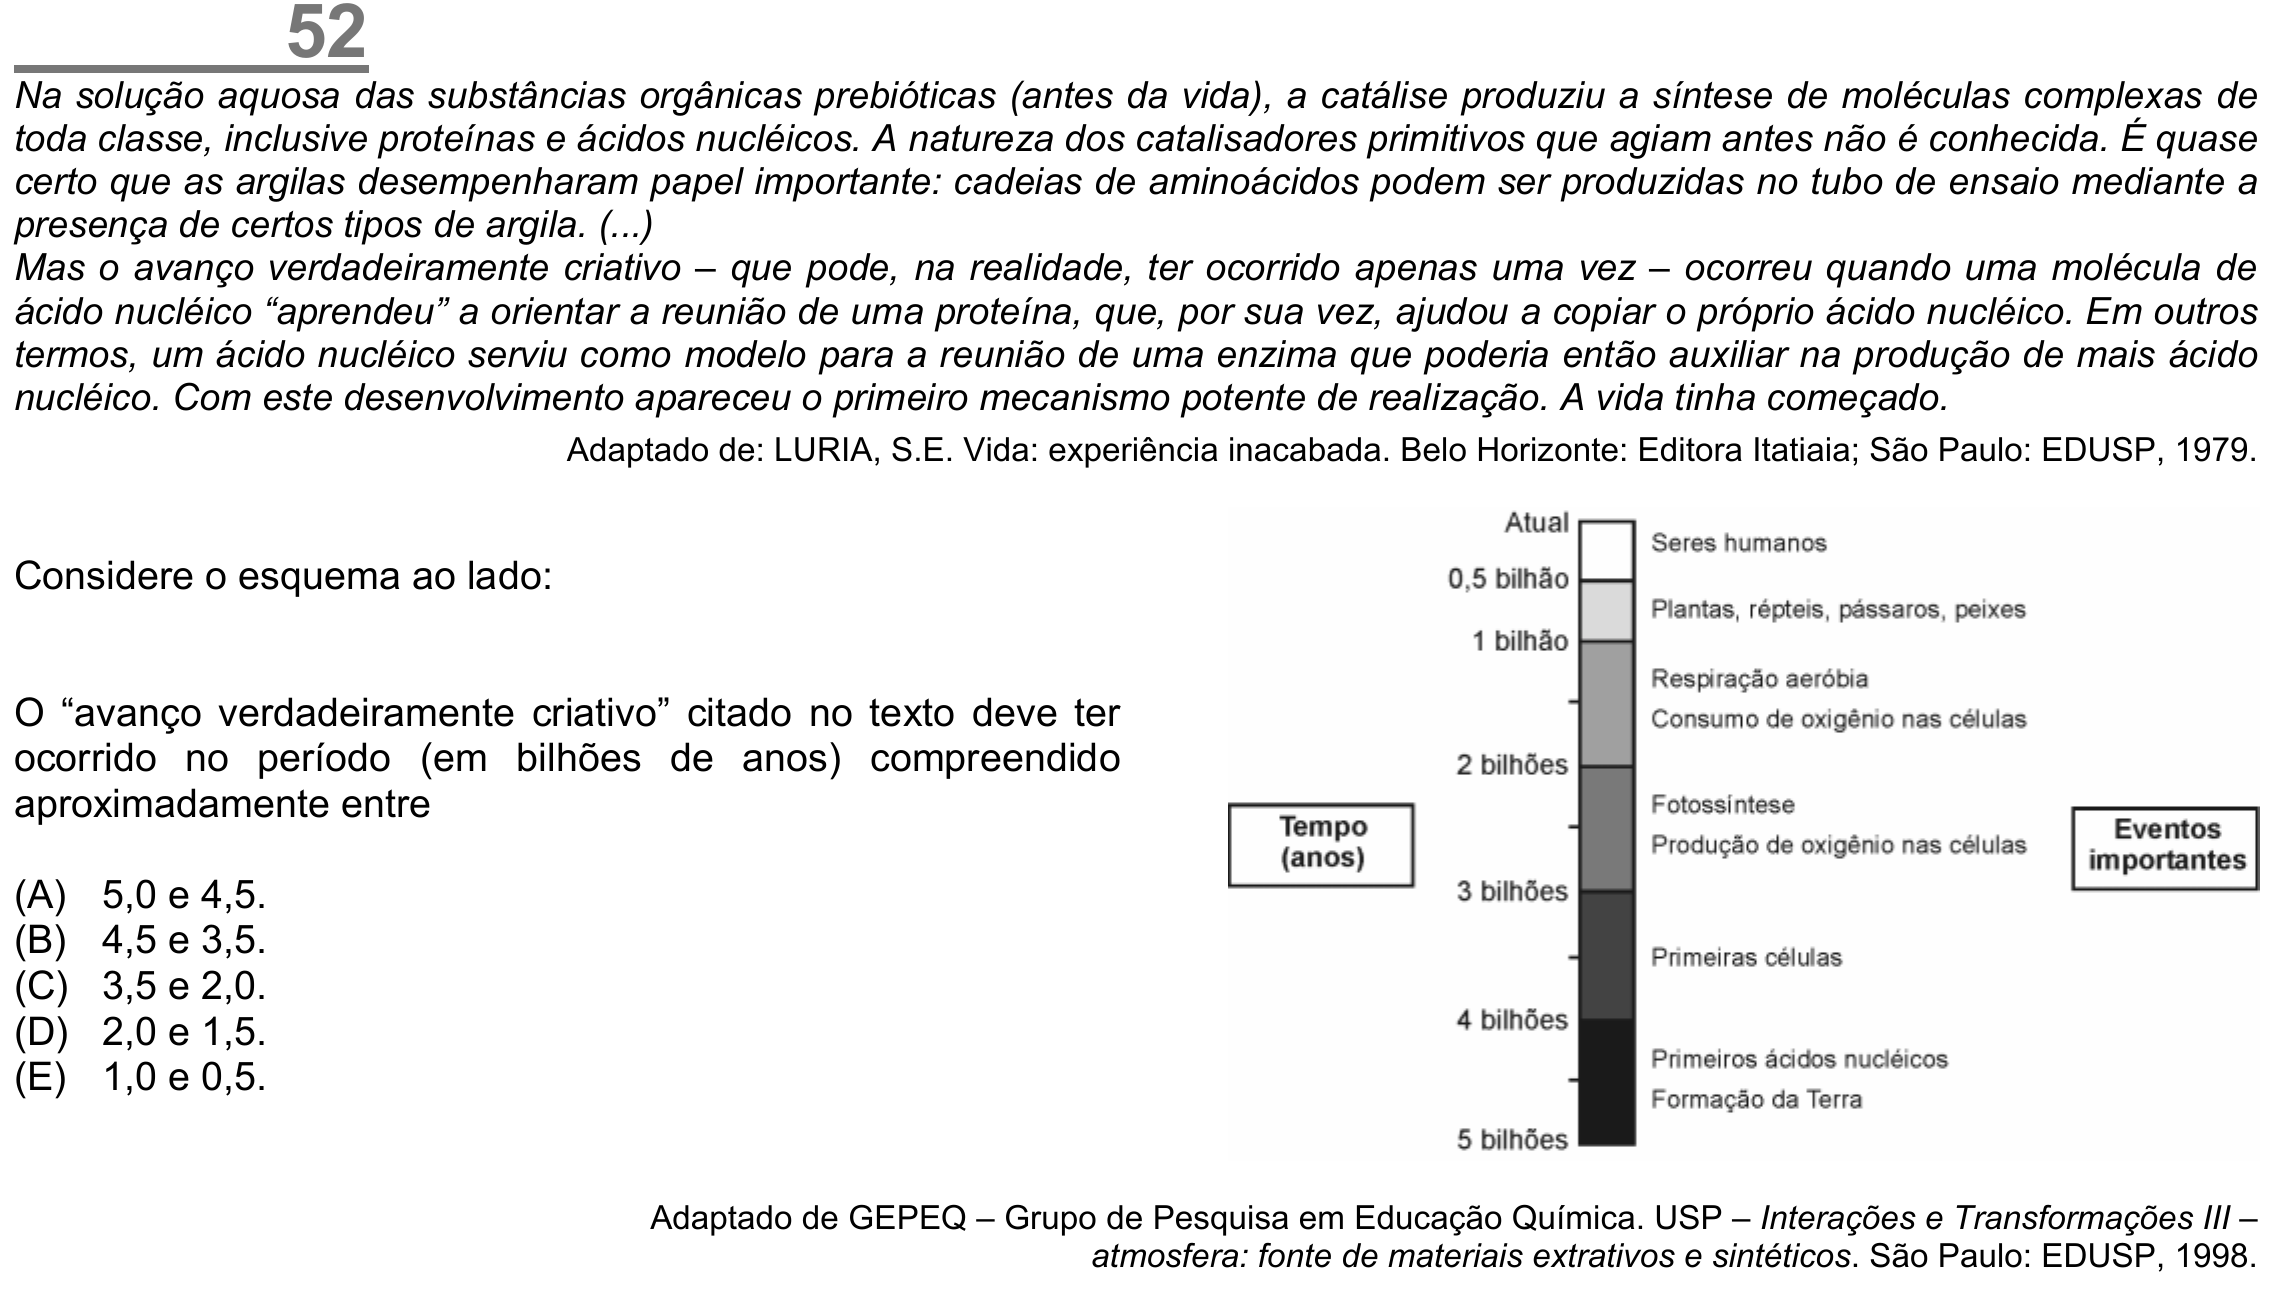 52
Na solução aquosa das substâncias orgânicas prebióticas (antes da vida), a catálise produziu a síntese de moléculas complexas de
toda classe, inclusive proteínas e ácidos nucléicos. A natureza dos catalisadores primitivos que agiam antes não é conhecida. É quase
certo que as argilas desempenharam papel importante: cadeias de aminoácidos podem ser produzidas no tubo de ensaio mediante a
presença de certos tipos de argila. (...)
Mas o avanço verdadeiramente criativo – que pode, na realidade, ter ocorrido apenas uma vez – ocorreu quando uma molécula de
ácido nucléico “aprendeu” a orientar a reunião de uma proteína, que, por sua vez, ajudou a copiar o próprio ácido nucléico. Em outros
termos, um ácido nucléico serviu como modelo para a reunião de uma enzima que poderia então auxiliar na produção de mais ácido
nucléico. Com este desenvolvimento apareceu o primeiro mecanismo potente de realização. A vida tinha começado.
Adaptado de: LURIA, S.E. Vida: experiência inacabada. Belo Horizonte: Editora Itatiaia; São Paulo: EDUSP, 1979.
Considere o esquema ao lado:
O “avanço verdadeiramente criativo” citado no texto deve ter
ocorrido no período (em bilhões de anos) compreendido
aproximadamente entre
(A) 5,0 e 4,5.
(B) 4,5 e 3,5.
(C) 3,5 e 2,0.
(D) 2,0 e 1,5.
(E) 1,0 e 0,5.
Tempo
(anos)
Atual
Seres humanos
0,5 bilhão
Plantas, répteis, pássaros, peixes
1 bilhão
Respiração aeróbia
Consumo de oxigênio nas células
2 bilhões
Fotossíntese
Produção de oxigênio nas células
3 bilhões
Primeiras células
4 bilhões
Primeiros ácidos nucléicos
Formação da Terra
5 bilhões
Eventos
importantes
Adaptado de GEPEQ – Grupo de Pesquisa em Educação Química. USP – Interações e Transformações III –
atmosfera: fonte de materiais extrativos e sintéticos. São Paulo: EDUSP, 1998.